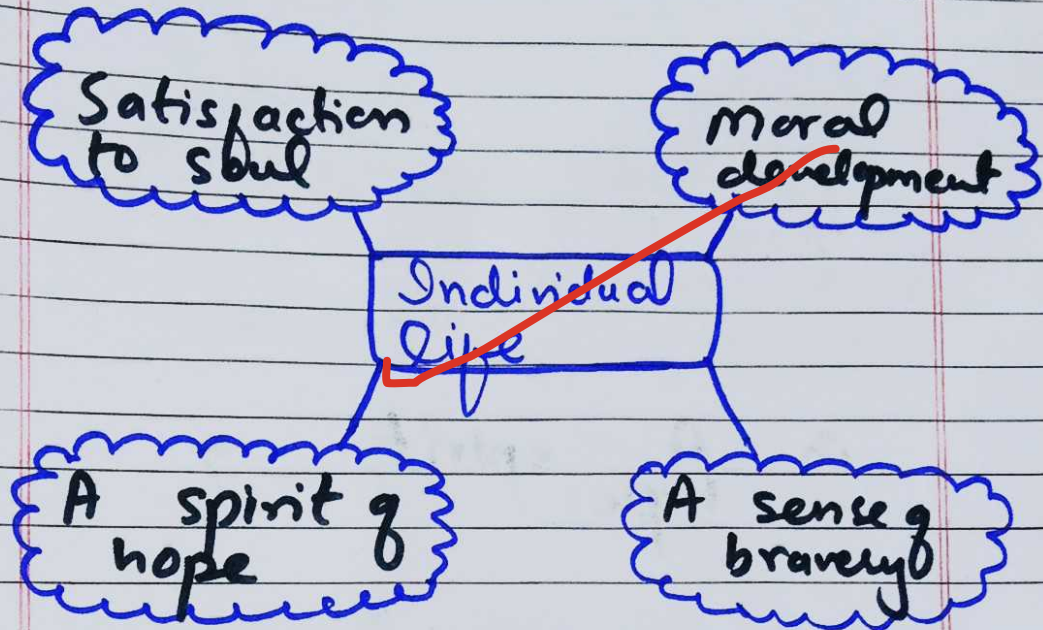 Satisfaction
to soul
Moral
development
Individual
life
A spirit of
hope
A sense of
bravery